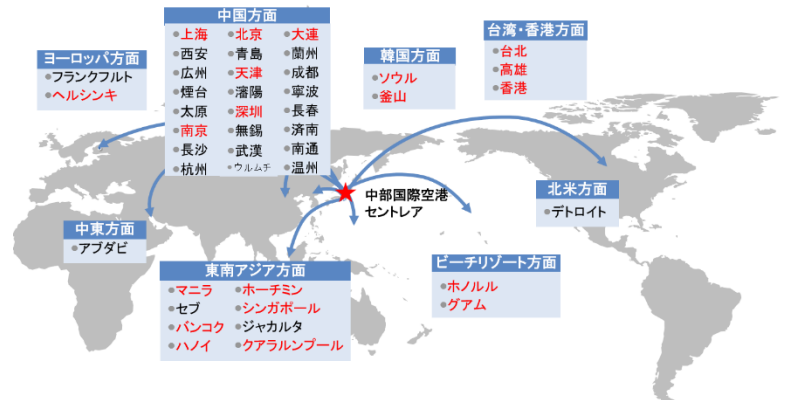 中国方面
●上海 ●北京 ●大連
●西安 ●青島 ●蘭州
●広州 ●天津 ●成都
●煙台 ●瀋陽 ●寧波
●太原 ●深圳 ●長春
●南京 ●無錫 ●済南
●長沙 ●武漢 ●南通
●杭州 ●ウルムチ ●温州
ヨーロッパ方面
●フランクフルト
●ヘルシンキ
韓国方面
●ソウル
●釜山
台湾・香港方面
●台北
●高雄
●香港
中部国際空港
セントレア
北米方面
●デトロイト
中東方面
●アブダビ
東南アジア方面
●マニラ ●ホーチミン
●セブ ●シンガポール
●バンコク ●ジャカルタ
●ハノイ ●クアラルンプール
ビーチリゾート方面
●ホノルル
●グアム